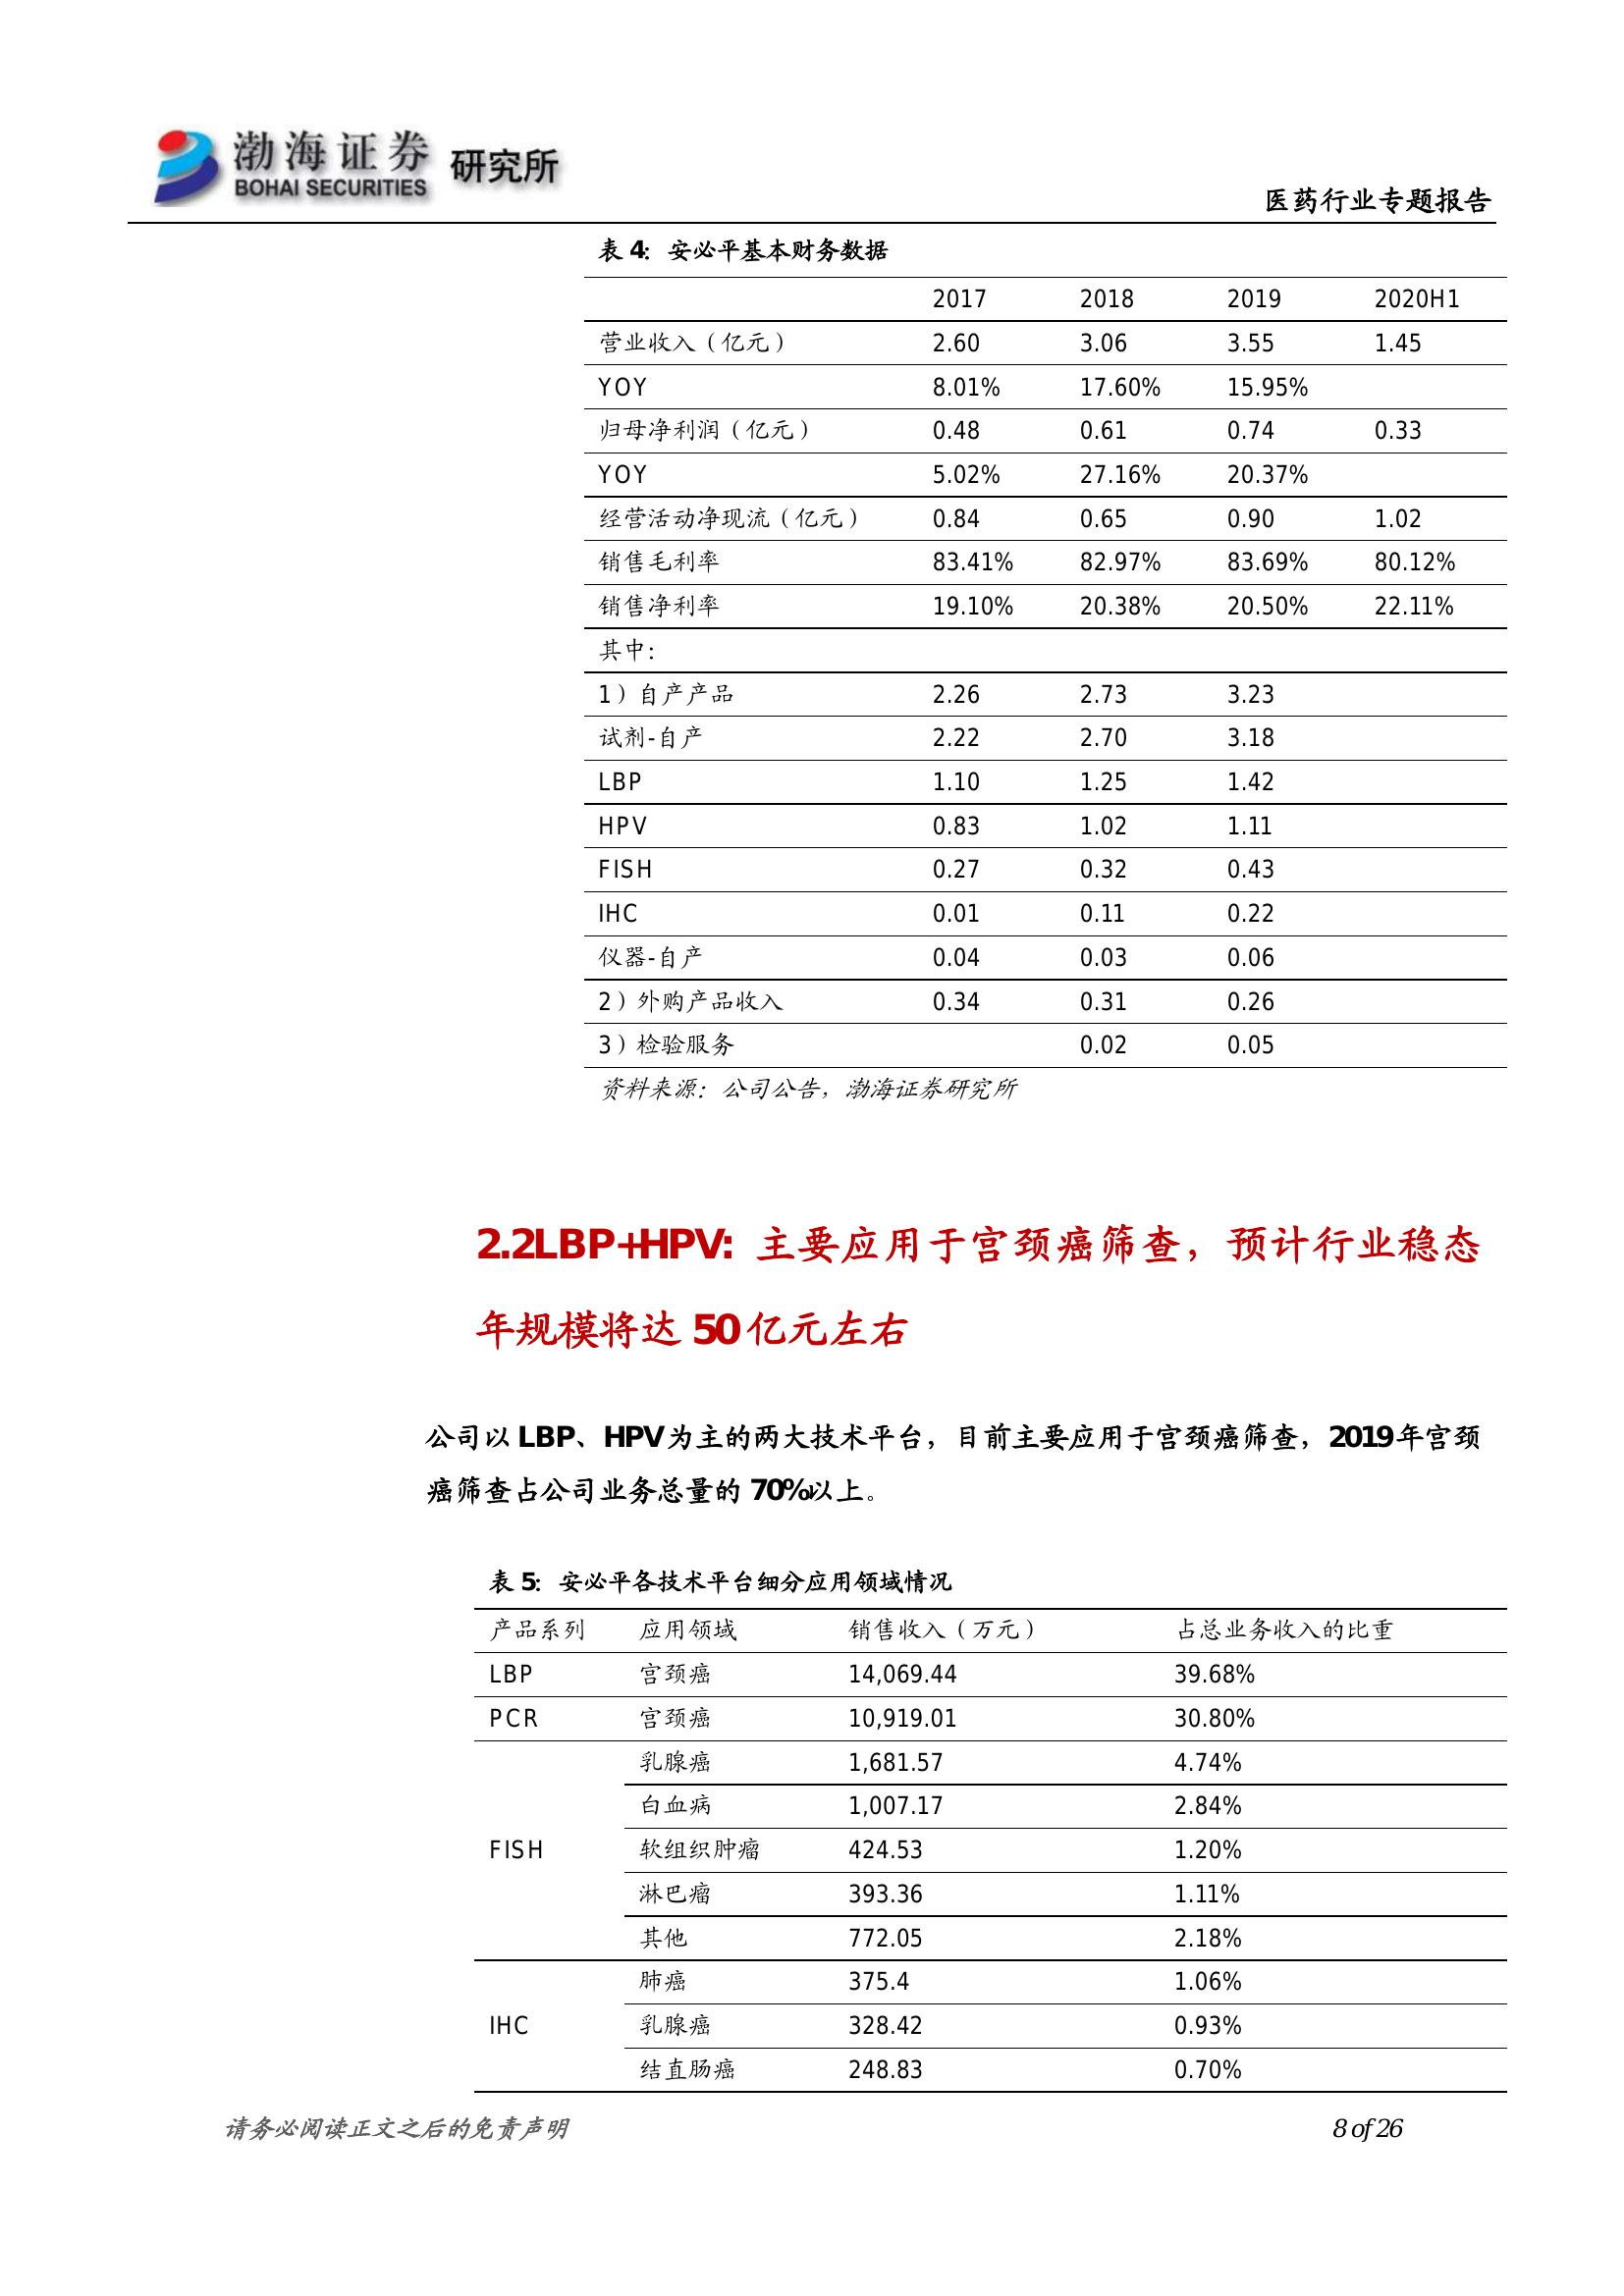 渤海证券 研究所
BOHAI SECURITIES
医药行业专题报告
表 4：安必平基本财务数据
2017 2018 2019 2020H1
营业收入（亿元） 2.60 3.06 3.55 1.45
YOY 8.01% 17.60% 15.95%
归母净利润（亿元） 0.48 0.61 0.74 0.33
YOY 5.02% 27.16% 20.37%
经营活动净现流（亿元） 0.84 0.65 0.90 1.02
销售毛利率 83.41% 82.97% 83.69% 80.12%
销售净利率 19.10% 20.38% 20.50% 22.11%
其中：
1）自产产品 2.26 2.73 3.23
试剂-自产 2.22 2.70 3.18
LBP 1.10 1.25 1.42
HPV 0.83 1.02 1.11
FISH 0.27 0.32 0.43
IHC 0.01 0.11 0.22
仪器-自产 0.04 0.03 0.06
2）外购产品收入 0.34 0.31 0.26
3）检验服务 0.02 0.05
资料来源：公司公告，渤海证券研究所
2.2LBP+HPV：主要应用于宫颈癌筛查，预计行业稳态
年规模将达 50 亿元左右
公司以 LBP、HPV 为主的两大技术平台，目前主要应用于宫颈癌筛查，2019 年宫颈
癌筛查占公司业务总量的 70%以上。
表 5：安必平各技术平台细分应用领域情况
产品系列 应用领域 销售收入（万元） 占总业务收入的比重
LBP 宫颈癌 14,069.44 39.68%
PCR 宫颈癌 10,919.01 30.80%
乳腺癌 1,681.57 4.74%
白血病 1,007.17 2.84%
FISH 软组织肿瘤 424.53 1.20%
淋巴瘤 393.36 1.11%
其他 772.05 2.18%
肺癌 375.4 1.06%
IHC 乳腺癌 328.42 0.93%
结直肠癌 248.83 0.70%
请务必阅读正文之后的免责声明 8 of 26